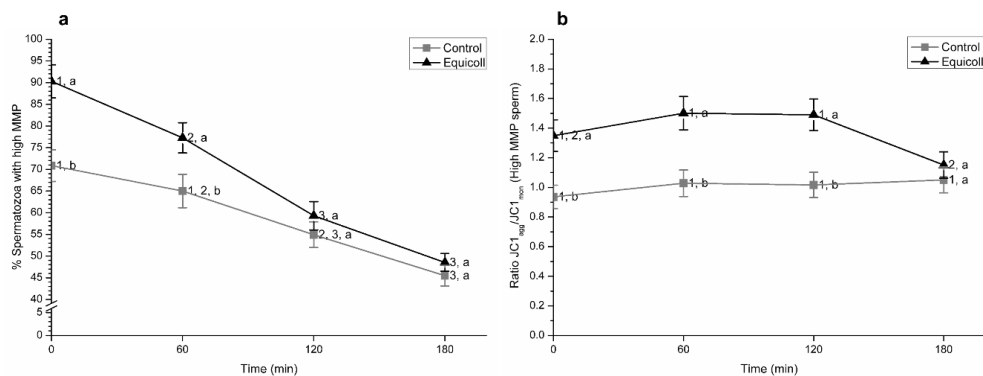 a
% Spermatozoa with high MMP
100
95
90
85
80
75
70
65
60
55
50
45
40
5
0
0 60 120 180
Time (min)
Control
Equicoll
1, a
2, a
3, a
3, a
1, b
1, 2, b
2, 3, a
3, a
b
Ratio JC1agg/JC1mon (High MMP sperm)
2.0
1.8
1.6
1.4
1.2
1.0
0.8
0.6
0.4
0.2
0.0
0 60 120 180
Time (min)
Control
Equicoll
1, 2, a
1, a
1, a
2, a
1, b
1, b
1, b
1, a